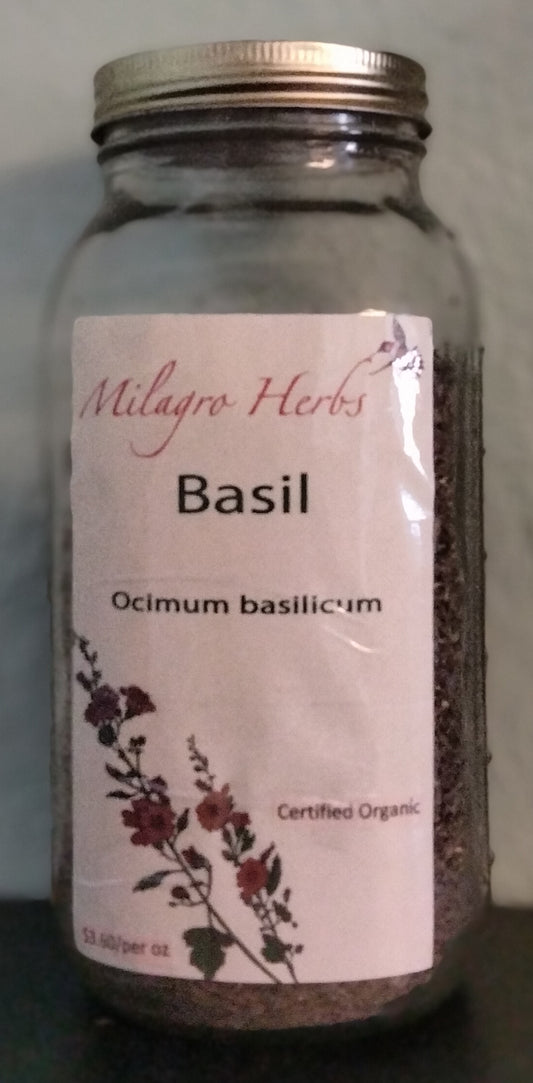 Milagro Herbs
Basil
Ocimum basilicum
Certified Organic
$3.60/per oz